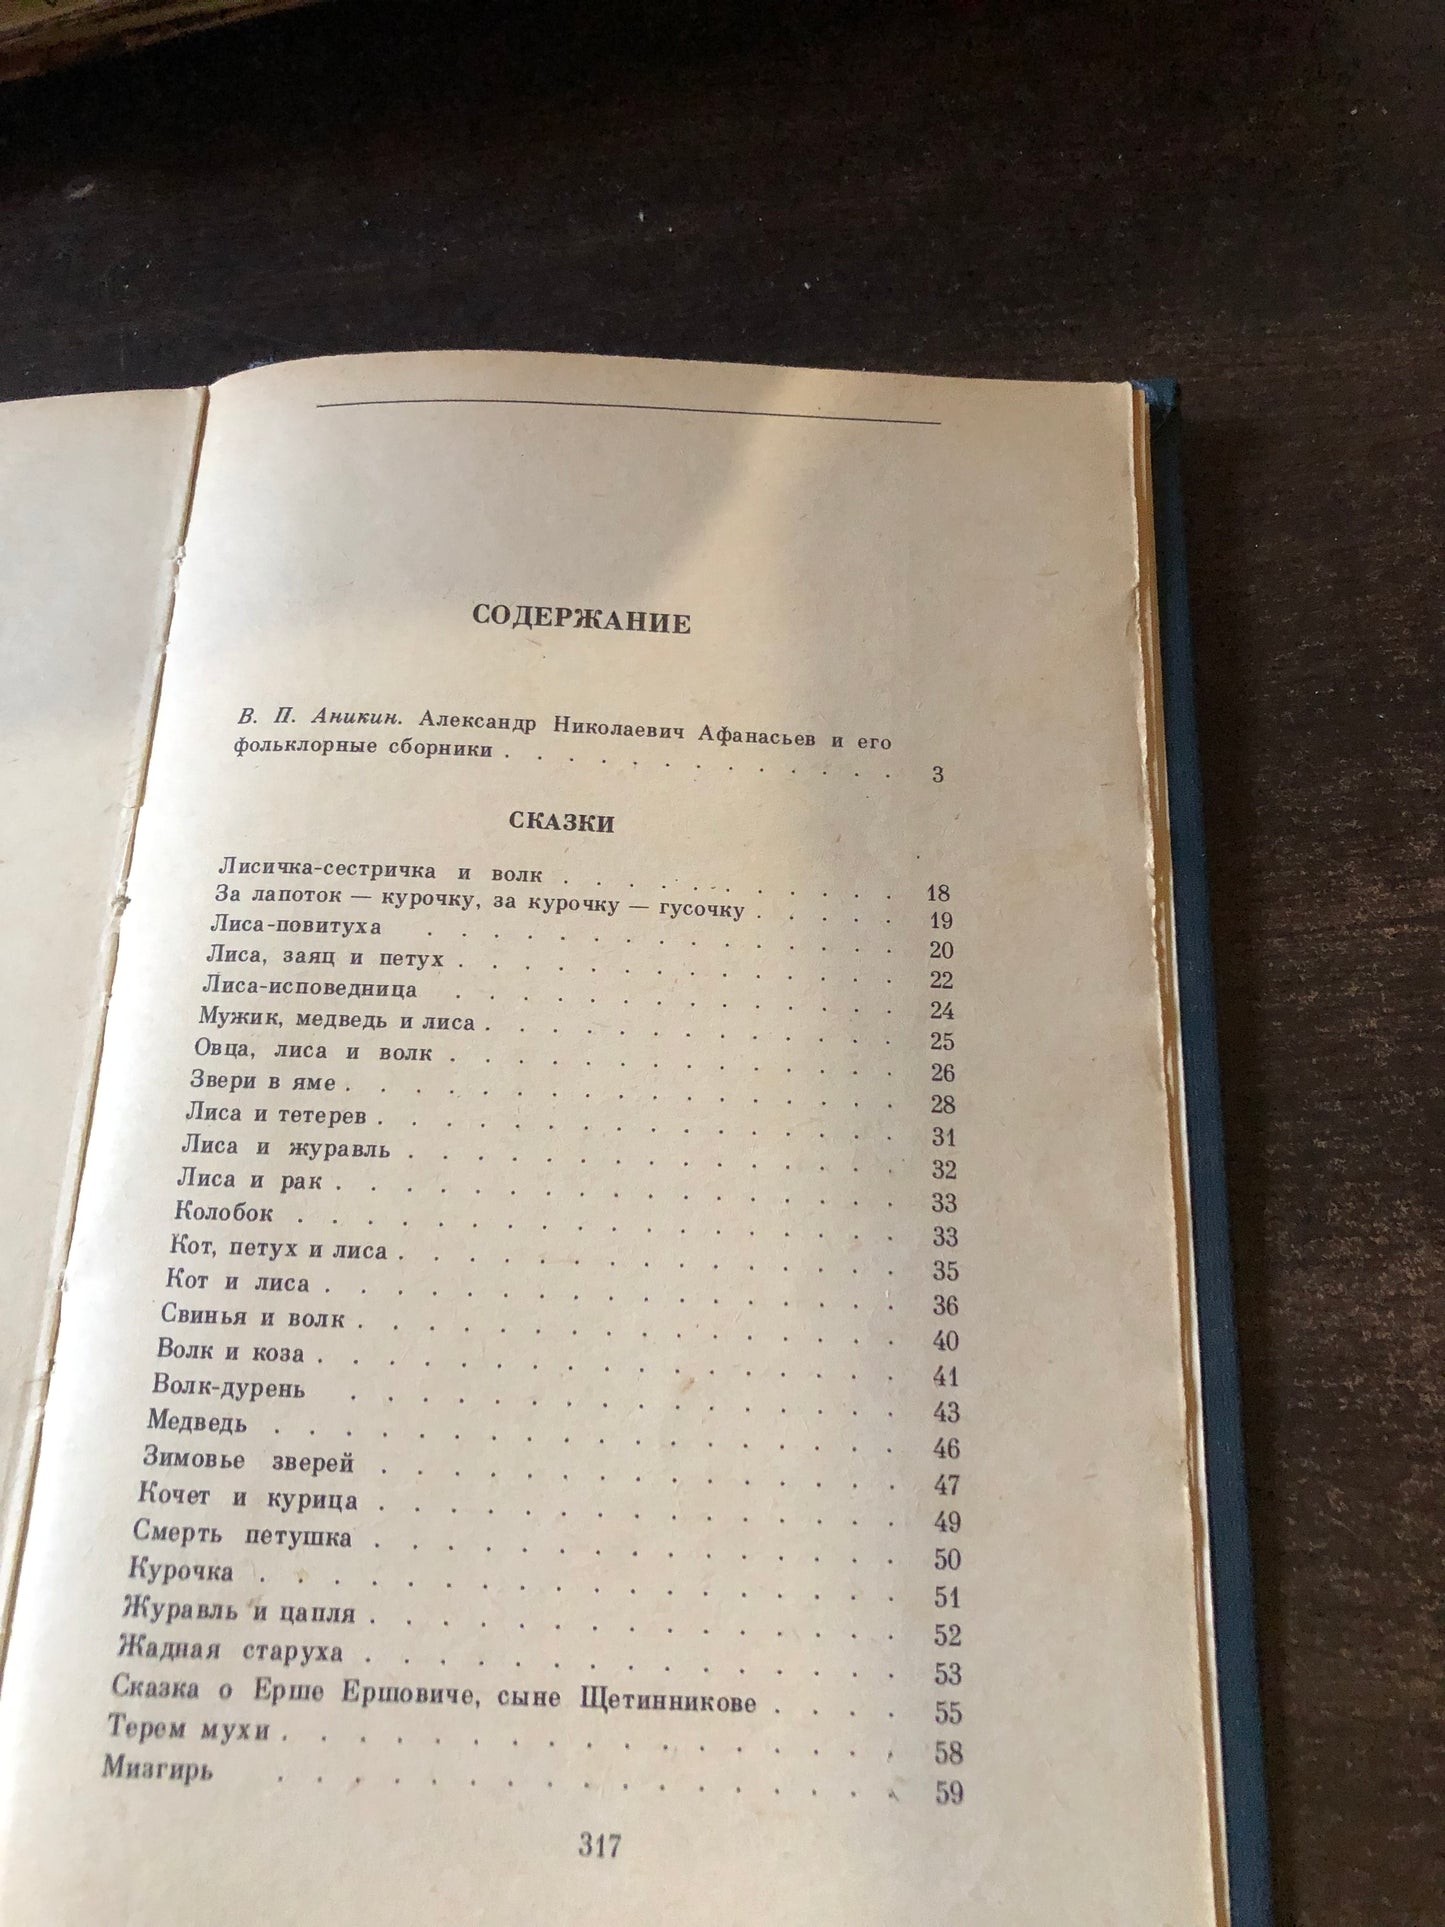 СОДЕРЖАНИЕ
В. П. Аникин. Александр Николаевич Афанасьев и его
фольклорные сборники . . . . . . . . . . . . . 3
СКАЗКИ
Лисичка-сестричка и волк . . . . . . . . . . 18
За лапоток — курочку, за курочку — гусочку . . . . . 19
Лиса-повитуха . . . . . . . . . . . . . . 20
Лиса, заяц и петух . . . . . . . . . . . . . 22
Лиса-исповедница . . . . . . . . . . . . . 24
Мужик, медведь и лиса . . . . . . . . . . . . 25
Овца, лиса и волк . . . . . . . . . . . . . 26
Звери в яме . . . . . . . . . . . . . . . . 28
Лиса и тетерев . . . . . . . . . . . . . . . 31
Лиса и журавль . . . . . . . . . . . . . . 32
Лиса и рак . . . . . . . . . . . . . . . . 33
Колобок . . . . . . . . . . . . . . . . . 33
Кот, петух и лиса . . . . . . . . . . . . . . 35
Кот и лиса . . . . . . . . . . . . . . . . 36
Свинья и волк . . . . . . . . . . . . . . . 40
Волк и коза . . . . . . . . . . . . . . . . 41
Волк-дурень . . . . . . . . . . . . . . . 43
Медведь . . . . . . . . . . . . . . . . . 46
Зимовье зверей . . . . . . . . . . . . . . 47
Кочет и курица . . . . . . . . . . . . . . 49
Смерть петушка . . . . . . . . . . . . . . 50
Курочка . . . . . . . . . . . . . . . . . 51
Журавль и цапля . . . . . . . . . . . . . . 52
Жадная старуха . . . . . . . . . . . . . . 53
Сказка о Ерше Ершовиче, сыне Щетинникове . . . . 55
Терем мухи . . . . . . . . . . . . . . . . 58
Мизгирь . . . . . . . . . . . . . . . . 59
317